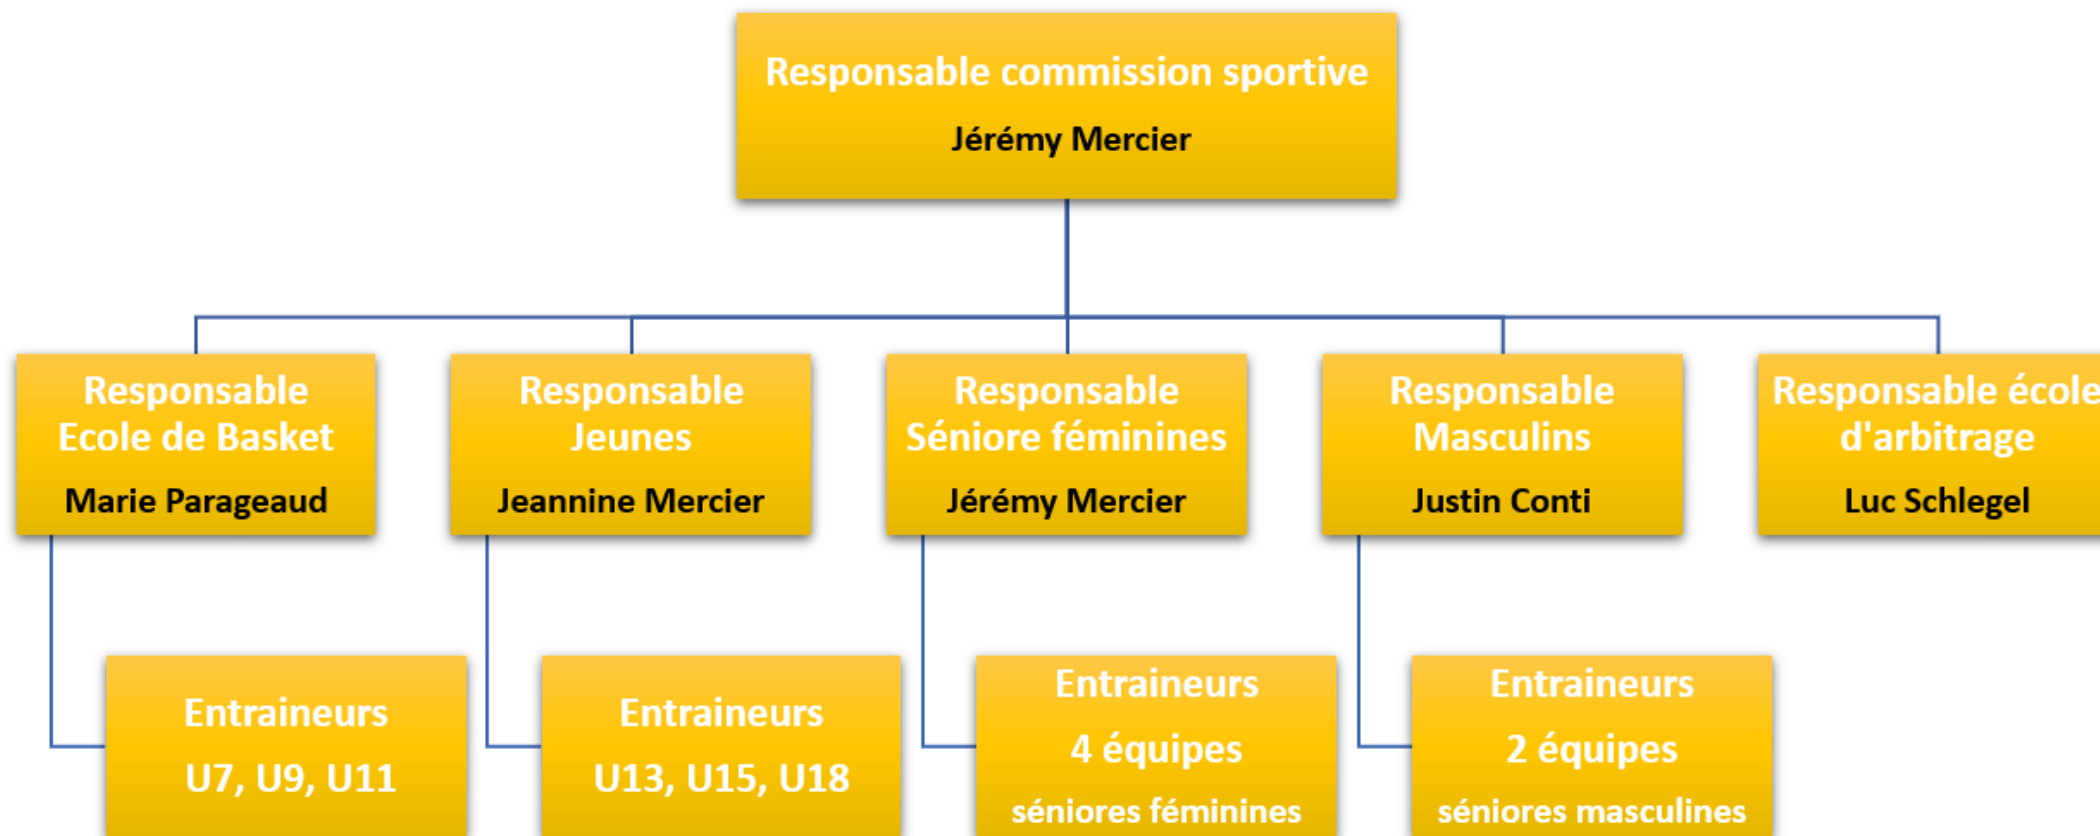 Responsable commission sportive
Jérémy Mercier
Responsable
Ecole de Basket
Marie Parageaud
Responsable
Jeunes
Jeannine Mercier
Responsable
Séniore féminines
Jérémy Mercier
Responsable
Masculins
Justin Conti
Responsable école
d'arbitrage
Luc Schlegel
Entraineurs
U7, U9, U11
Entraineurs
U13, U15, U18
Entraineurs
4 équipes
séniores féminines
Entraineurs
2 équipes
séniores masculines